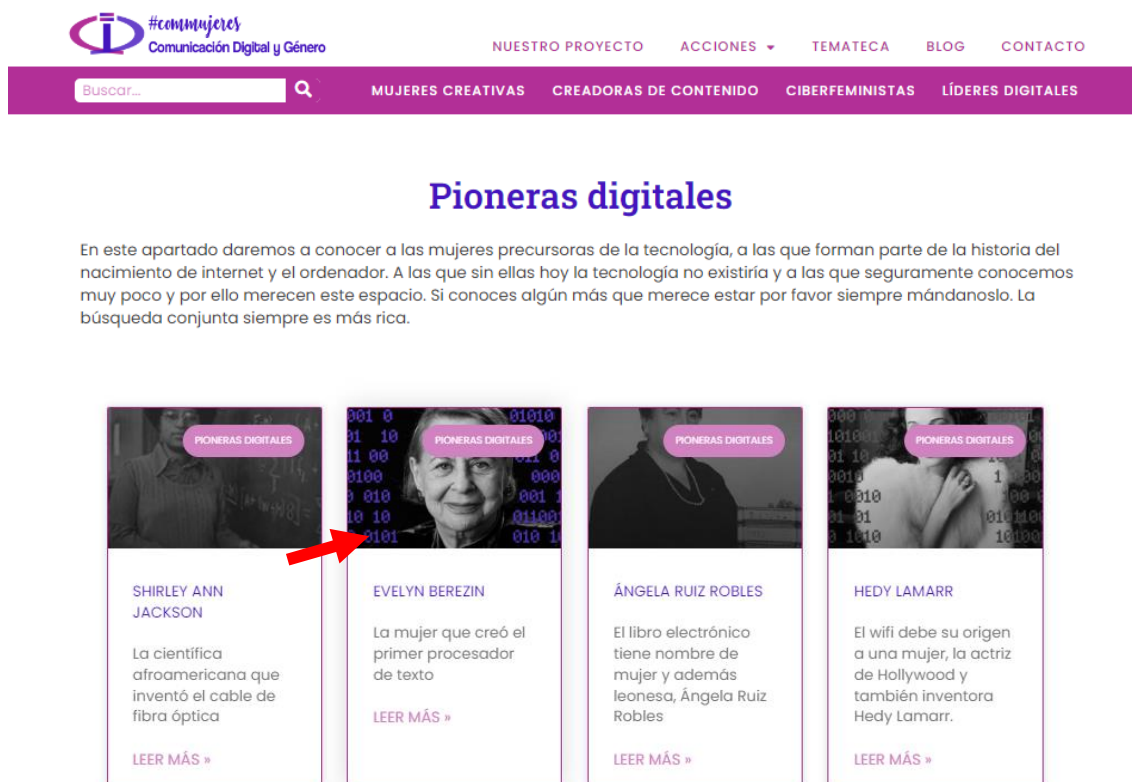 #commujeres
Comunicación Digital y Género
NUESTRO PROYECTO ACCIONES TEMATECA BLOG CONTACTO
Buscar...
MUJERES CREATIVAS CREADORAS DE CONTENIDO CIBERFEMINISTAS LÍDERES DIGITALES
Pioneras digitales
En este apartado daremos a conocer a las mujeres precursoras de la tecnología, a las que forman parte de la historia del
nacimiento de internet y el ordenador. A las que sin ellas hoy la tecnología no existiría y a las que seguramente conocemos
muy poco y por ello merecen este espacio. Si conoces algún más que merece estar por favor siempre mándanoslo. La
búsqueda conjunta siempre es más rica.
PIONERAS DIGITALES
SHIRLEY ANN
JACKSON
La científica
afroamericana que
inventó el cable de
fibra óptica
LEER MÁS »
PIONERAS DIGITALES
EVELYN BEREZIN
La mujer que creó el
primer procesador
de texto
LEER MÁS »
PIONERAS DIGITALES
ÁNGELA RUIZ ROBLES
El libro electrónico
tiene nombre de
mujer y además
leonesa, Ángela Ruiz
Robles
LEER MÁS »
PIONERAS DIGITALES
HEDY LAMARR
El wifi debe su origen
a una mujer, la actriz
de Hollywood y
también inventora
Hedy Lamarr.
LEER MÁS »